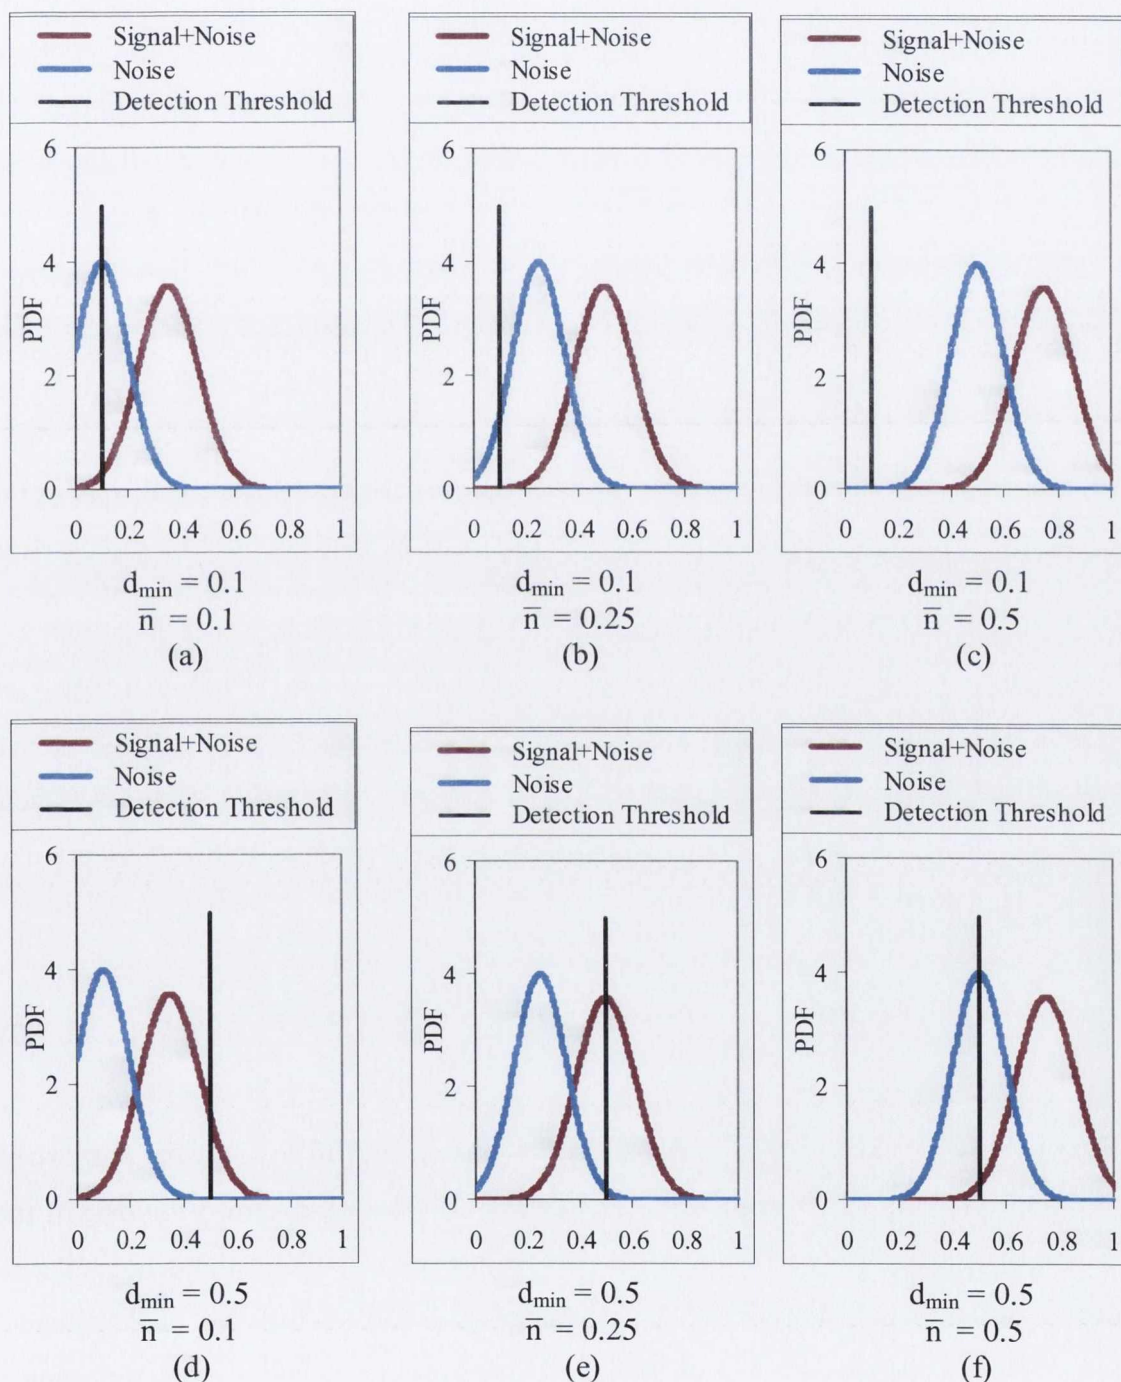 Signal+Noise
Noise
Detection Threshold
PDF
6
4
2
0
0 0.2 0.4 0.6 0.8 1
d_min = 0.1
n̅ = 0.1
(a)
Signal+Noise
Noise
Detection Threshold
PDF
6
4
2
0
0 0.2 0.4 0.6 0.8 1
d_min = 0.1
n̅ = 0.25
(b)
Signal+Noise
Noise
Detection Threshold
PDF
6
4
2
0
0 0.2 0.4 0.6 0.8 1
d_min = 0.1
n̅ = 0.5
(c)
Signal+Noise
Noise
Detection Threshold
PDF
6
4
2
0
0 0.2 0.4 0.6 0.8 1
d_min = 0.5
n̅ = 0.1
(d)
Signal+Noise
Noise
Detection Threshold
PDF
6
4
2
0
0 0.2 0.4 0.6 0.8 1
d_min = 0.5
n̅ = 0.25
(e)
Signal+Noise
Noise
Detection Threshold
PDF
6
4
2
0
0 0.2 0.4 0.6 0.8 1
d_min = 0.5
n̅ = 0.5
(f)